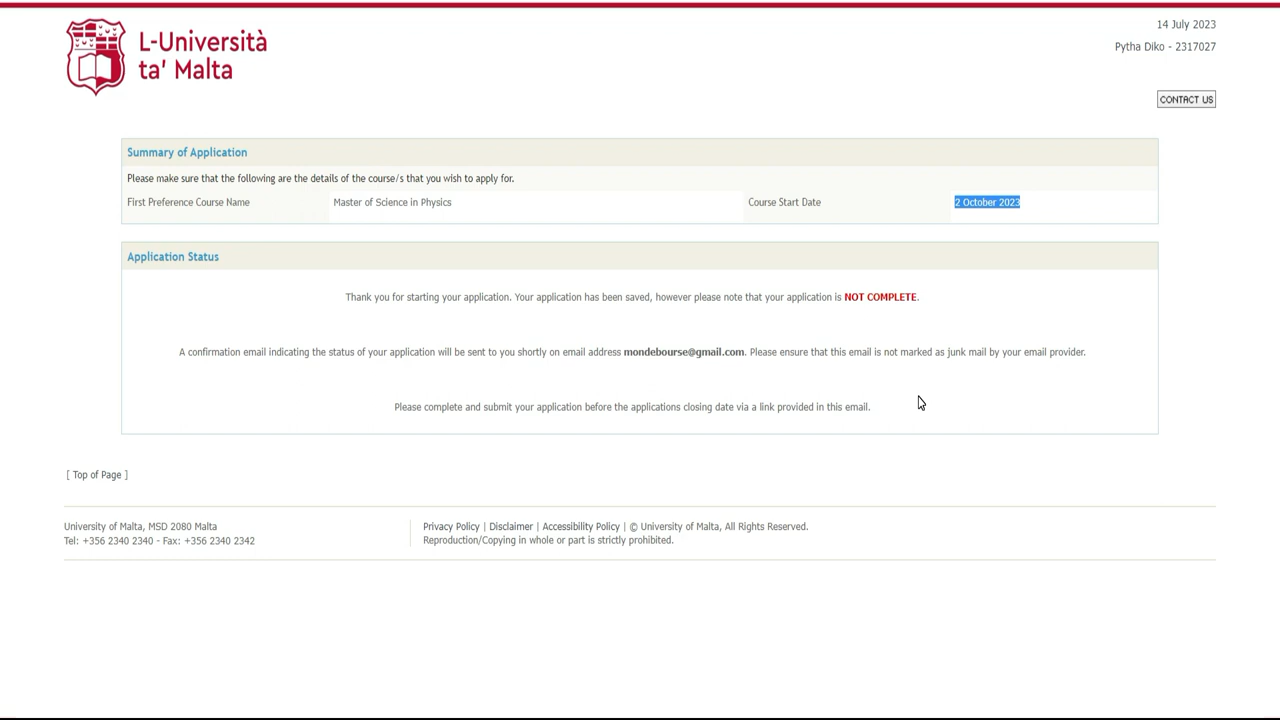 L-Università
ta' Malta
14 July 2023
Pytha Diko - 2317027
CONTACT US
Summary of Application
Please make sure that the following are the details of the course/s that you wish to apply for.
First Preference Course Name Master of Science in Physics Course Start Date 2 October 2023
Application Status
Thank you for starting your application. Your application has been saved, however please note that your application is NOT COMPLETE.
A confirmation email indicating the status of your application will be sent to you shortly on email address mondebourse@gmail.com. Please ensure that this email is not marked as junk mail by your email provider.
Please complete and submit your application before the applications closing date via a link provided in this email.
[ Top of Page ]
University of Malta, MSD 2080 Malta
Tel: +356 2340 2340 - Fax: +356 2340 2342
Privacy Policy | Disclaimer | Accessibility Policy | © University of Malta, All Rights Reserved.
Reproduction/Copying in whole or part is strictly prohibited.